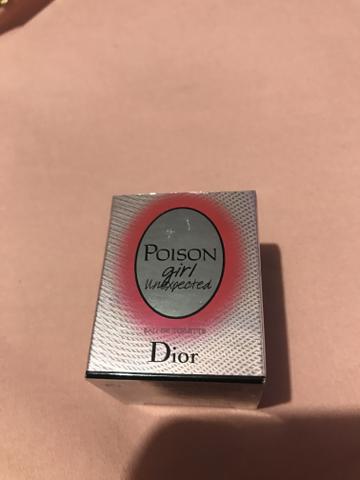 POISON
girl
Unexpected
EAU DE TOILETTE
Dior